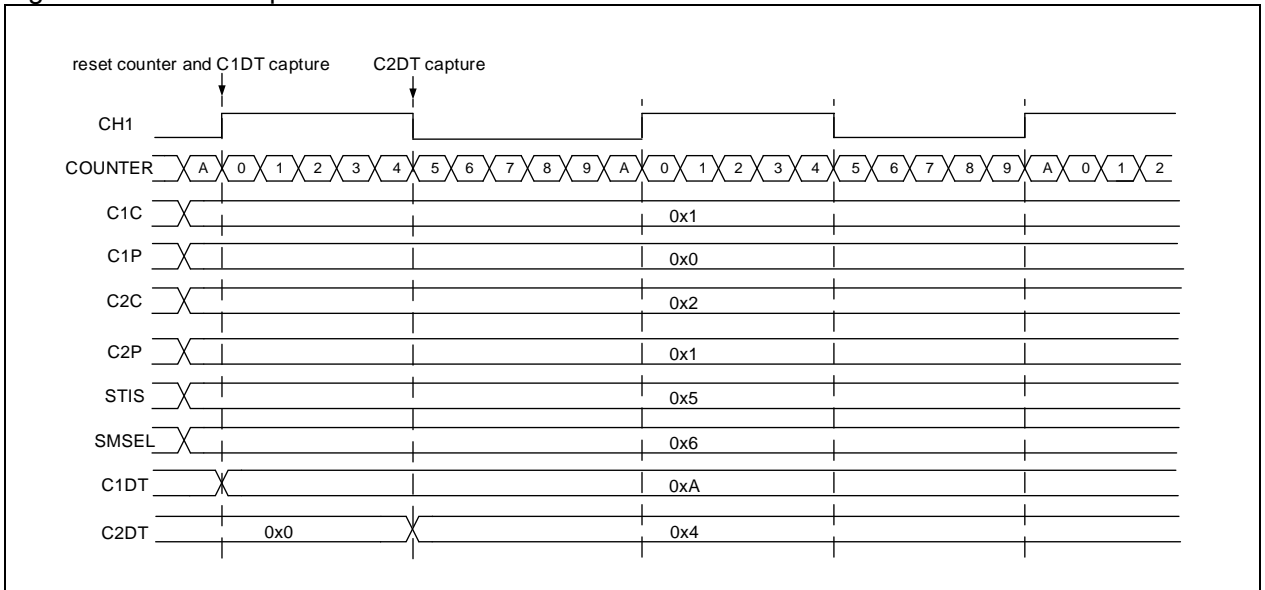 reset counter and C1DT capture C2DT capture
CH1
COUNTER A 0 1 2 3 4 5 6 7 8 9 A 0 1 2 3 4 5 6 7 8 9 A 0 1 2
C1C 0x1
C1P 0x0
C2C 0x2
C2P 0x1
STIS 0x5
SMSEL 0x6
C1DT 0xA
C2DT 0x0 0x4